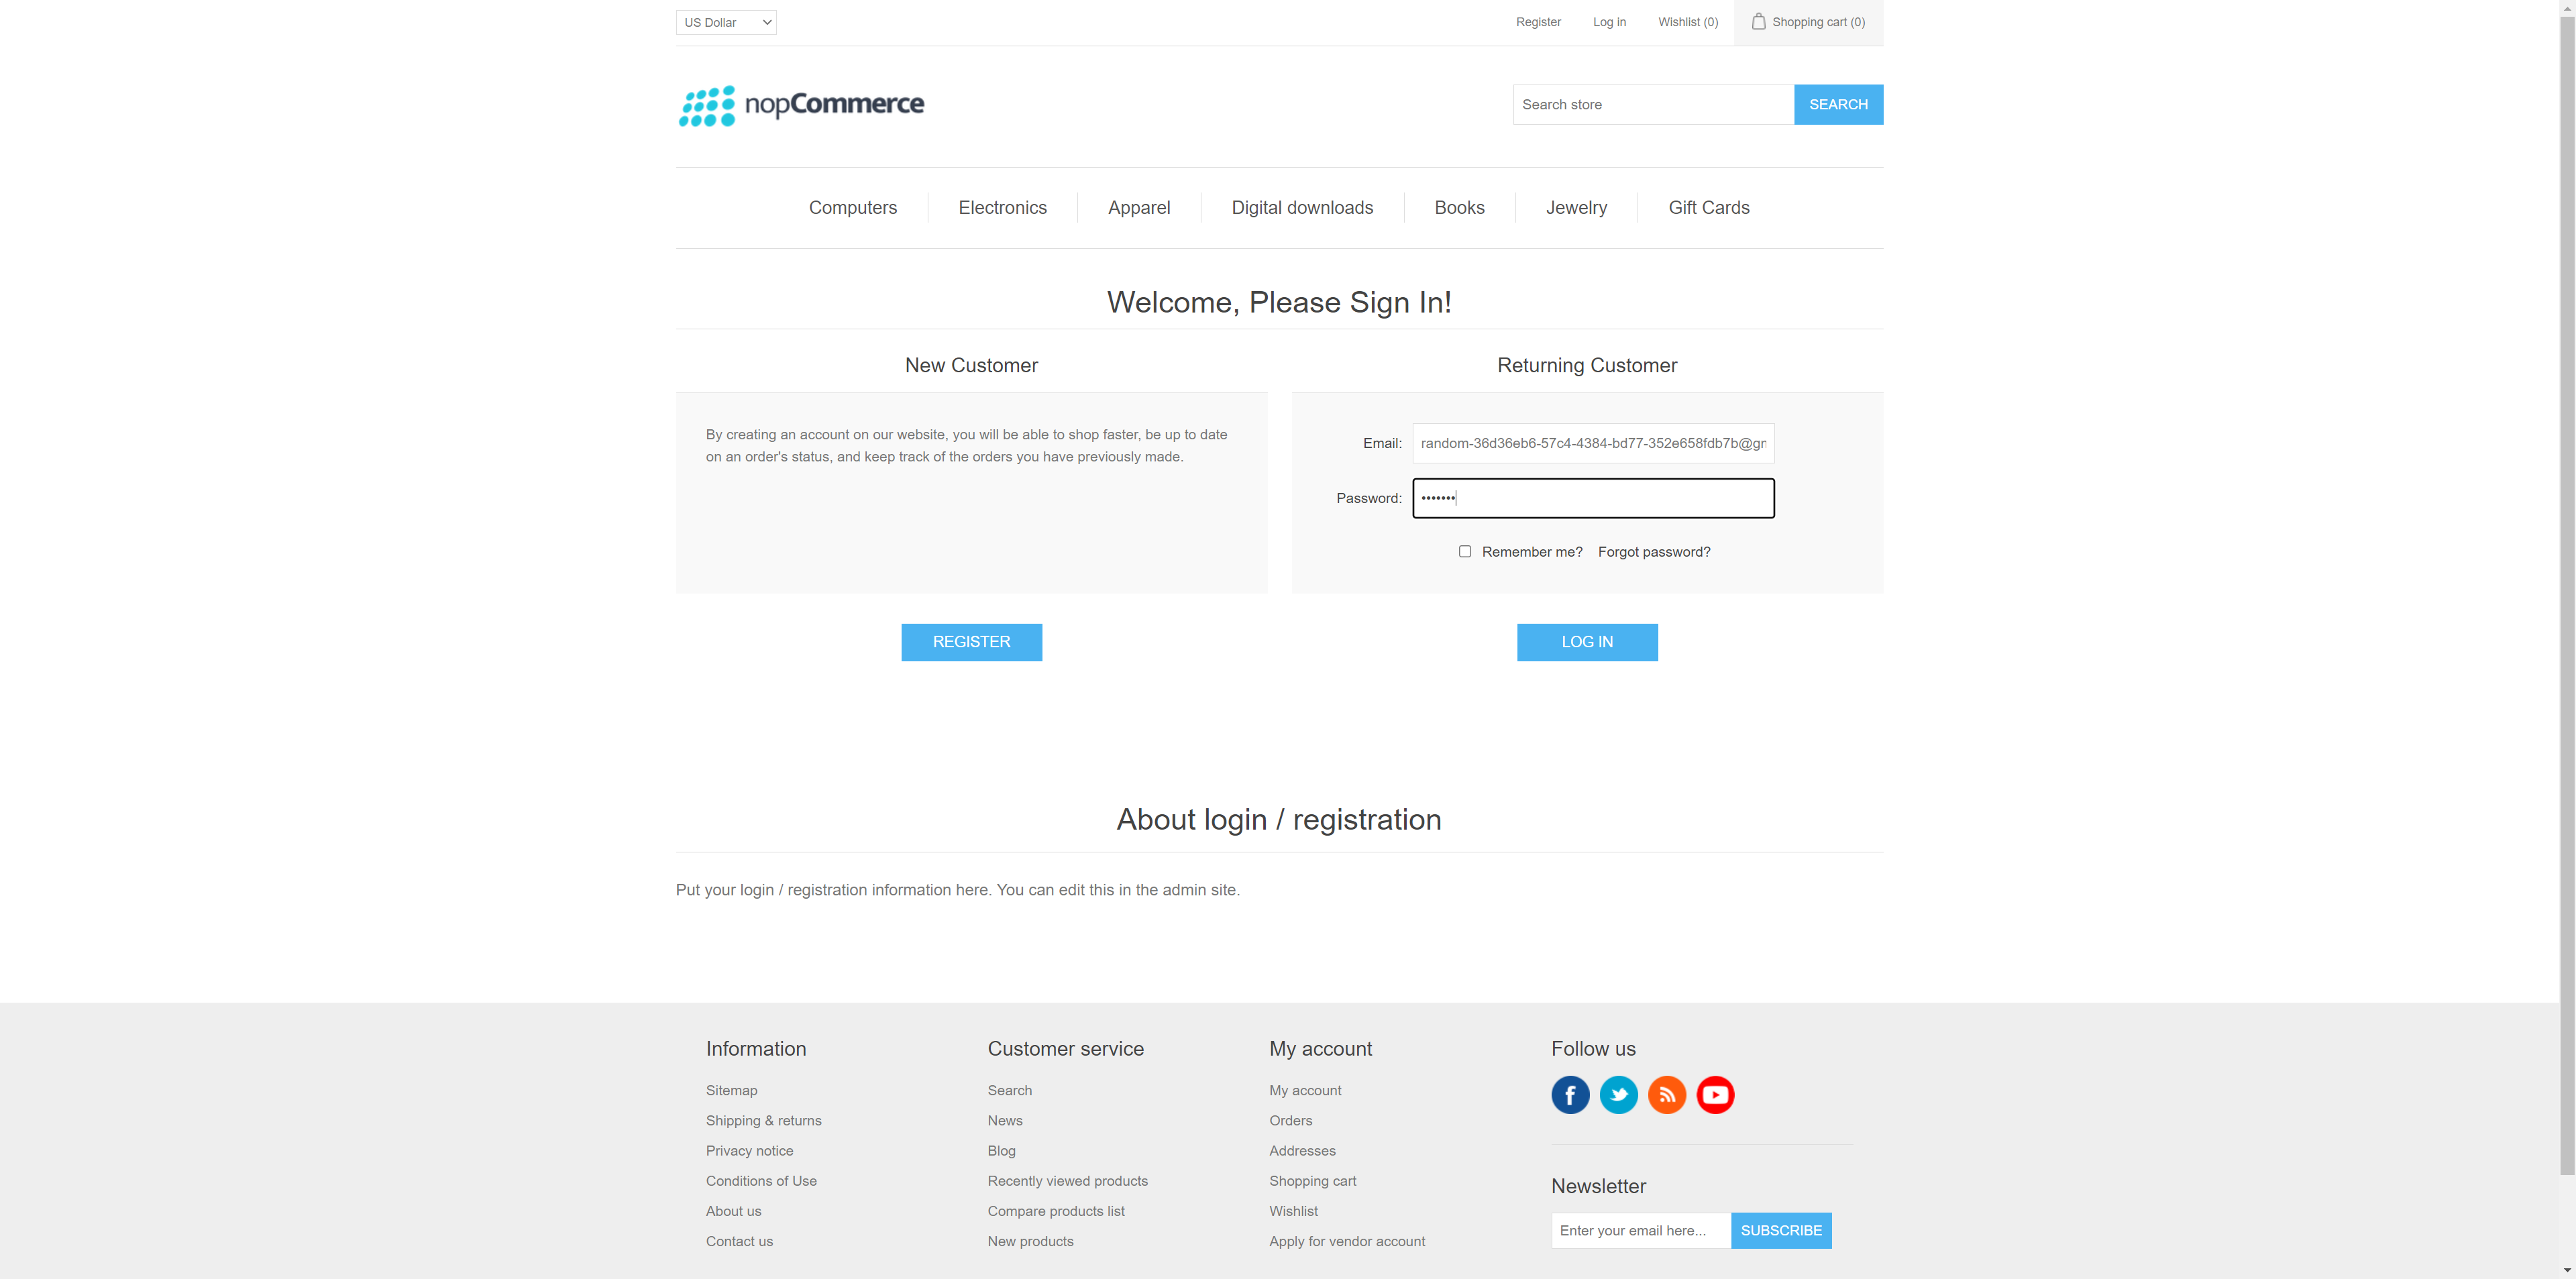 US Dollar
Register
Log in
Wishlist (0)
Shopping cart (0)
nopCommerce
Search store
SEARCH
Computers
Electronics
Apparel
Digital downloads
Books
Jewelry
Gift Cards
Welcome, Please Sign In!
New Customer
By creating an account on our website, you will be able to shop faster, be up to date
on an order's status, and keep track of the orders you have previously made.
REGISTER
Returning Customer
Email:
random-36d36eb6-57c4-4384-bd77-352e658fdb7b@gm
Password:
•••••••
Remember me?
Forgot password?
LOG IN
About login / registration
Put your login / registration information here. You can edit this in the admin site.
Information
Sitemap
Shipping & returns
Privacy notice
Conditions of Use
About us
Contact us
Customer service
Search
News
Blog
Recently viewed products
Compare products list
New products
My account
My account
Orders
Addresses
Shopping cart
Wishlist
Apply for vendor account
Follow us
Newsletter
Enter your email here...
SUBSCRIBE